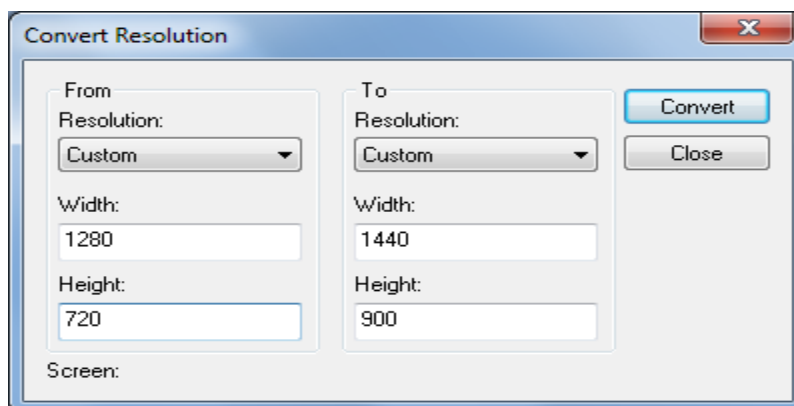 Convert Resolution
From
Resolution:
Custom
Width:
1280
Height:
720
To
Resolution:
Custom
Width:
1440
Height:
900
Convert
Close
Screen: